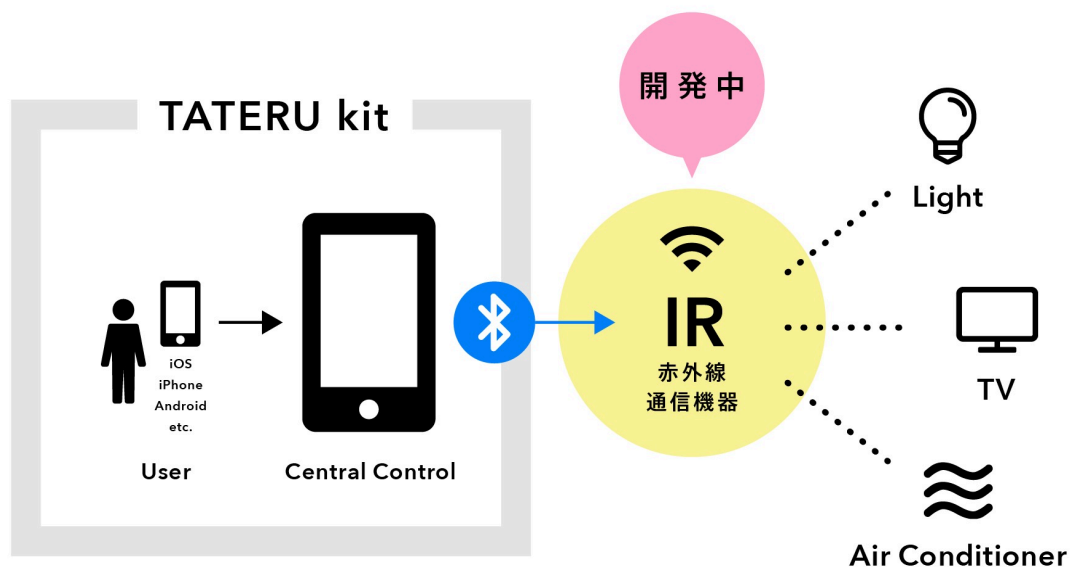 TATERU kit
iOS
iPhone
Android
etc.
User
Central Control
開発中
IR
赤外線
通信機器
Light
TV
Air Conditioner